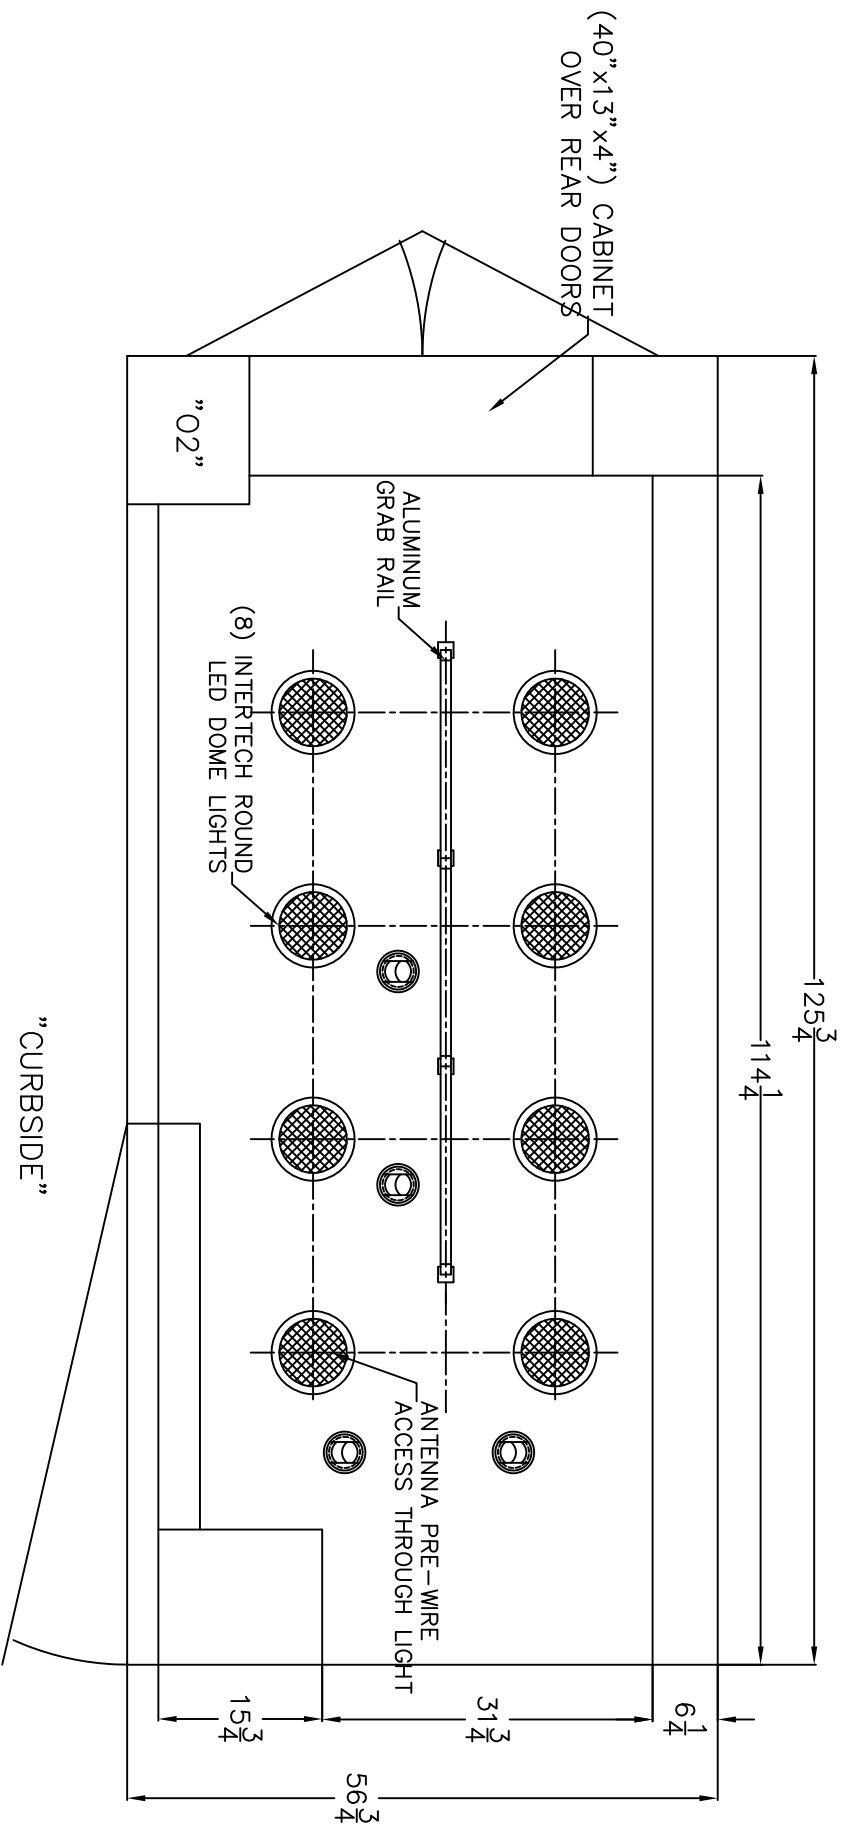 (40”x13”x4”) CABINET
OVER REAR DOORS
125 3/4
114 1/4
”O2”
ALUMINUM
GRAB RAIL
(8) INTERTECH ROUND
LED DOME LIGHTS
ANTENNA PRE–WIRE
ACCESS THROUGH LIGHT
”CURBSIDE”
6 1/4
31 3/4
15 3/4
56 3/4